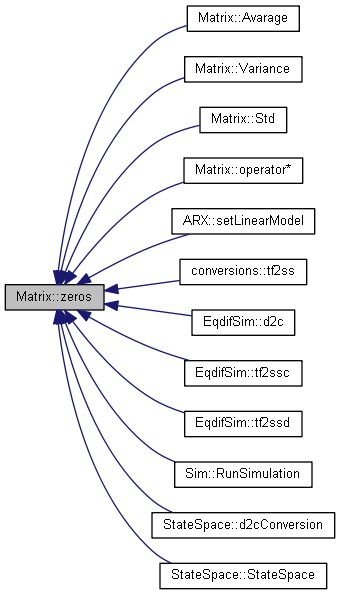 Matrix::Avarage
Matrix::Variance
Matrix::Std
Matrix::operator*
ARX::setLinearModel
conversions::tf2ss
Matrix::zeros
EqdifSim::d2c
EqdifSim::tf2ssc
EqdifSim::tf2ssd
Sim::RunSimulation
StateSpace::d2cConversion
StateSpace::StateSpace